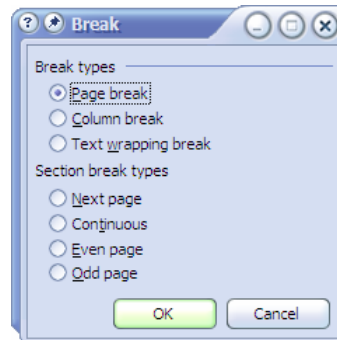 Break
Break types
Page break
Column break
Text wrapping break
Section break types
Next page
Continuous
Even page
Odd page
OK
Cancel